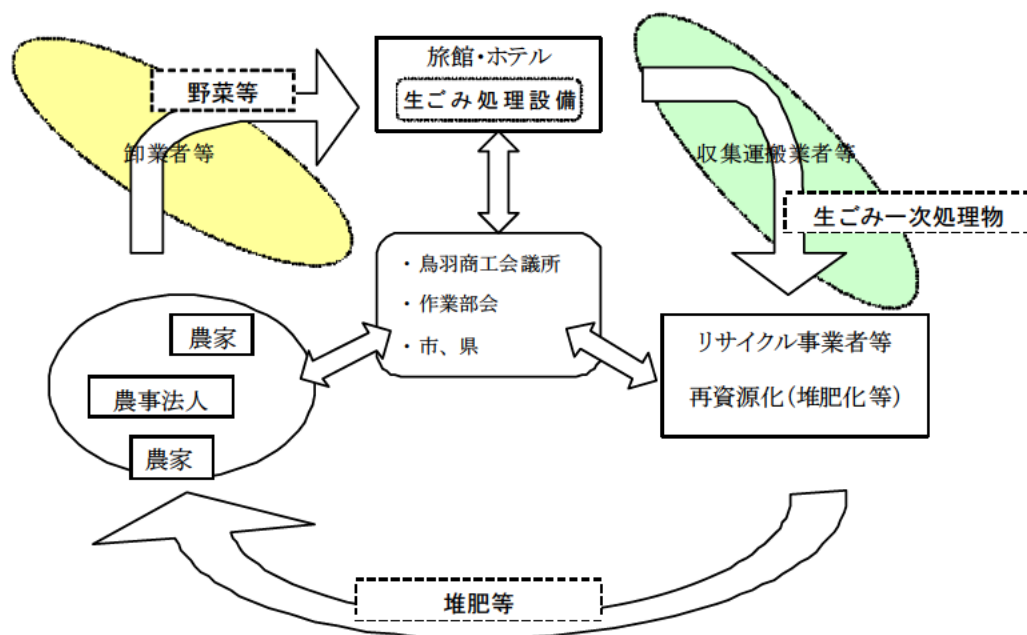 旅館・ホテル
生ごみ処理設備
野菜等
卸業者等
収集運搬業者等
生ごみ一次処理物
・鳥羽商工会議所
・作業部会
・市、県
農家
農事法人
農家
リサイクル事業者等
再資源化(堆肥化等)
堆肥等